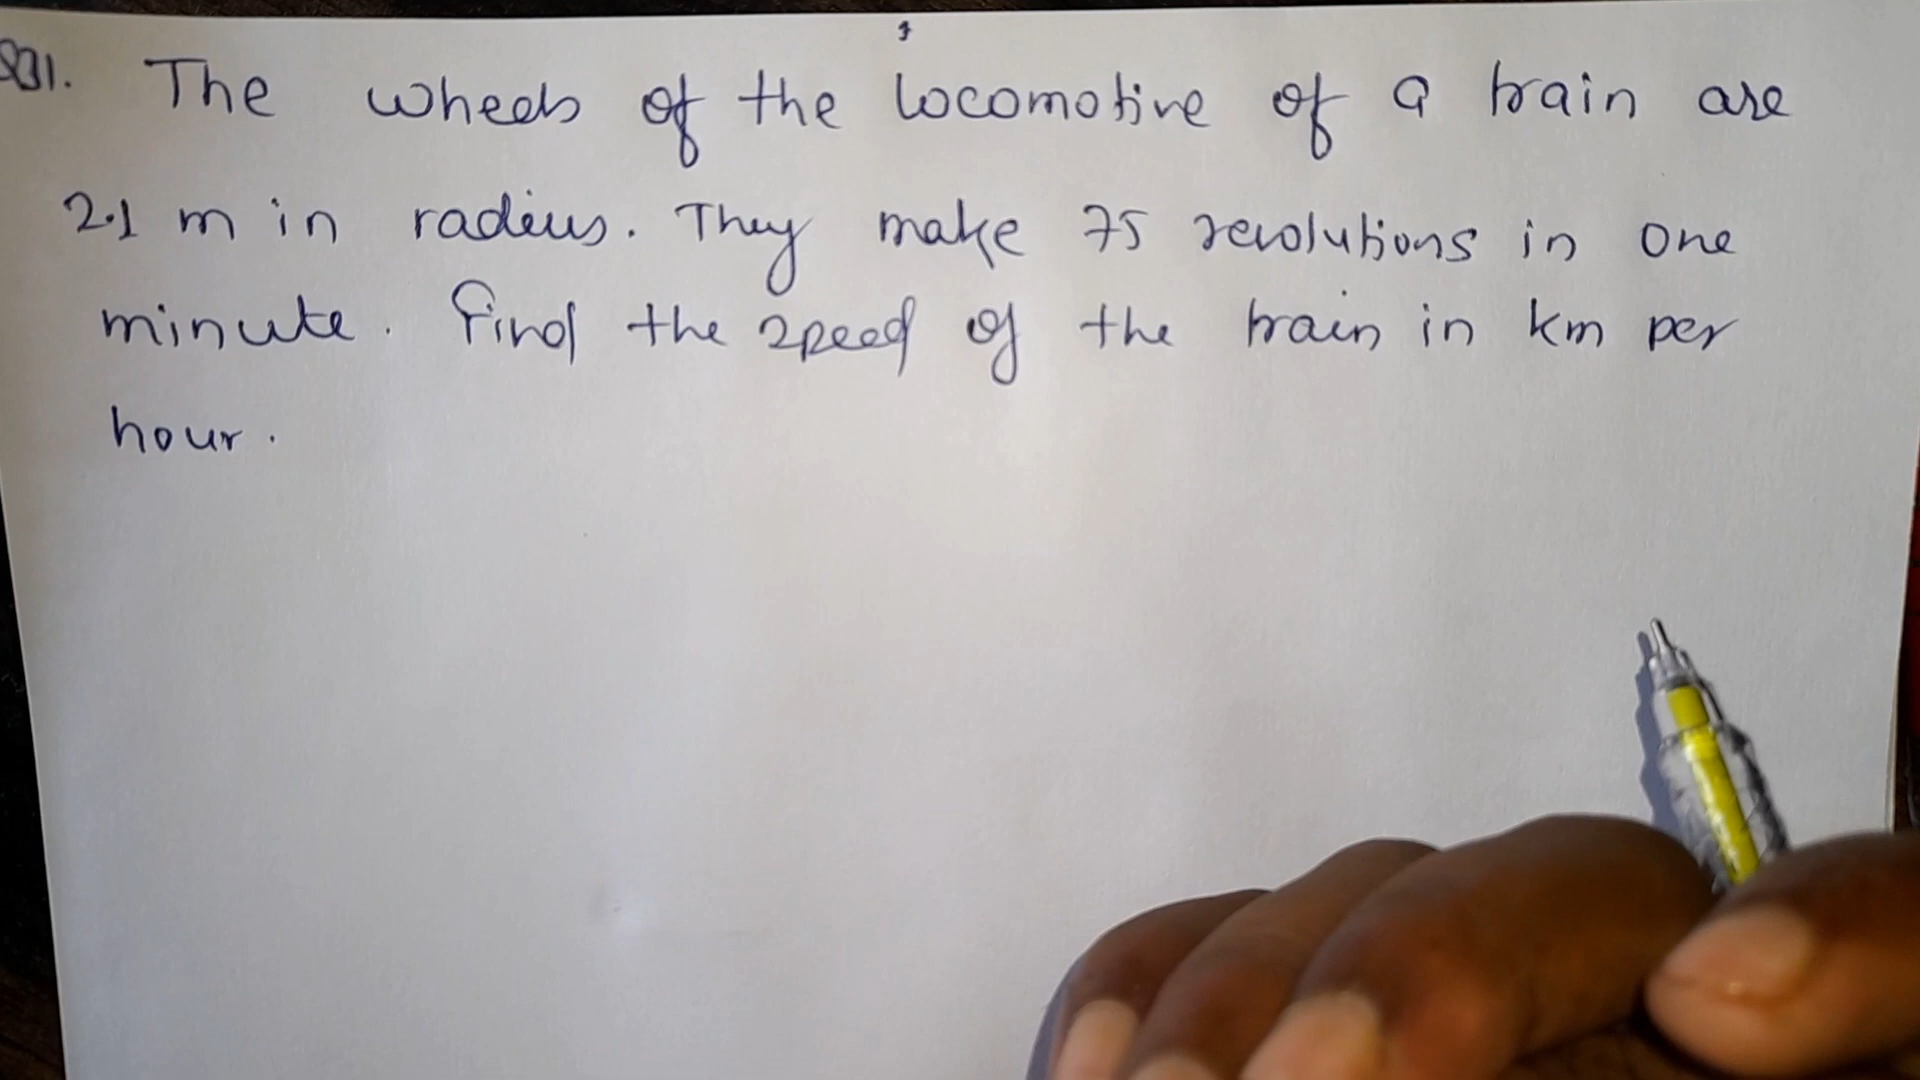 Q31. The wheels of the locomotive of a train are
2.1 m in radius. They make 75 revolutions in one
minute. Find the speed of the train in km per
hour.